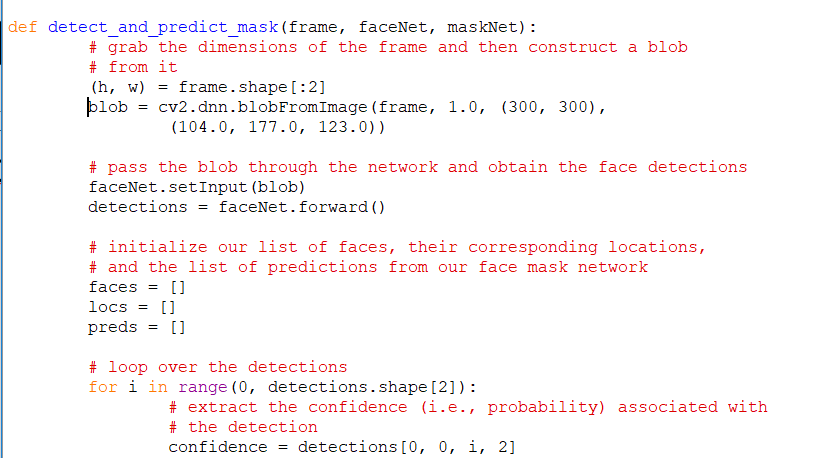 def detect_and_predict_mask(frame, faceNet, maskNet):
# grab the dimensions of the frame and then construct a blob
# from it
(h, w) = frame.shape[:2]
blob = cv2.dnn.blobFromImage(frame, 1.0, (300, 300),
(104.0, 177.0, 123.0))
# pass the blob through the network and obtain the face detections
faceNet.setInput(blob)
detections = faceNet.forward()
# initialize our list of faces, their corresponding locations,
# and the list of predictions from our face mask network
faces = []
locs = []
preds = []
# loop over the detections
for i in range(0, detections.shape[2]):
# extract the confidence (i.e., probability) associated with
# the detection
confidence = detections[0, 0, i, 2]